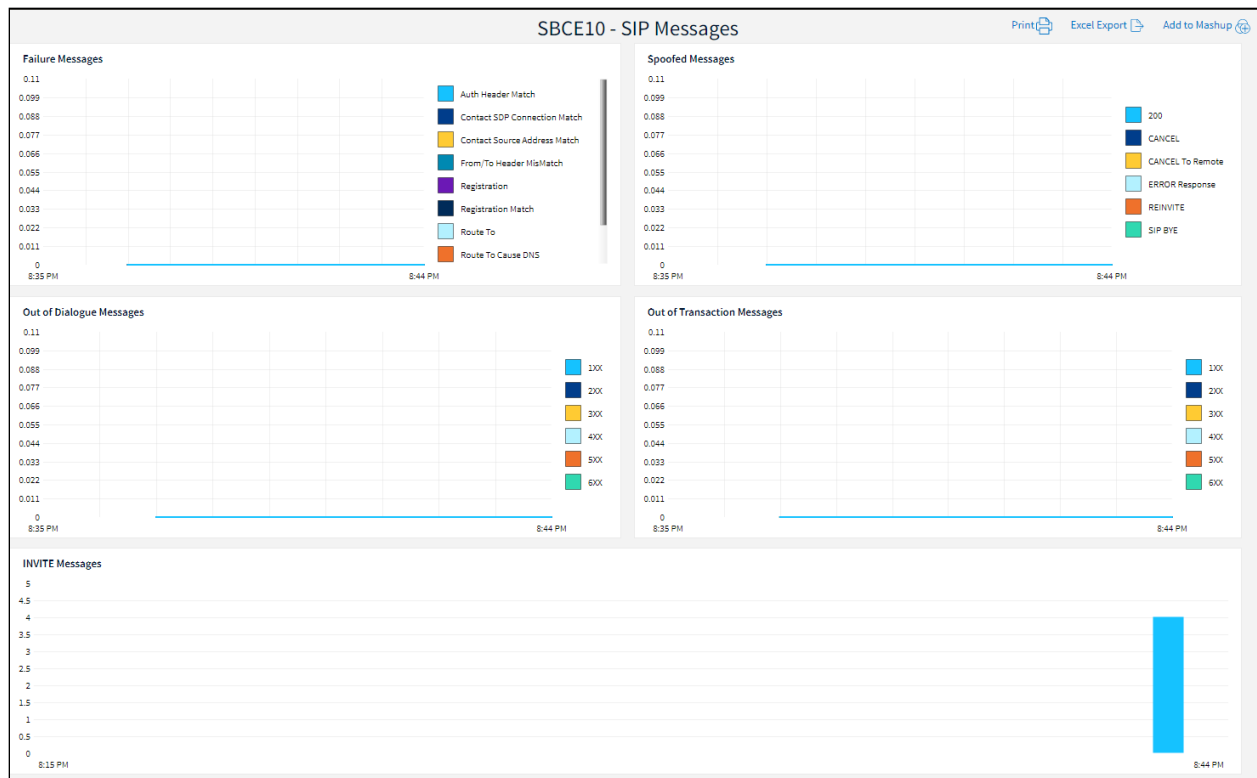 SBCE10 - SIP Messages
Print
Excel Export
Add to Mashup
Failure Messages
0.11
0.099
0.088
0.077
0.066
0.055
0.044
0.033
0.022
0.011
0
8:35 PM
8:44 PM
Auth Header Match
Contact SDP Connection Match
Contact Source Address Match
From/To Header MisMatch
Registration
Registration Match
Route To
Route To Cause DNS
Spoofed Messages
0.11
0.099
0.088
0.077
0.066
0.055
0.044
0.033
0.022
0.011
0
8:35 PM
8:44 PM
200
CANCEL
CANCEL To Remote
ERROR Response
REINVITE
SIP BYE
Out of Dialogue Messages
0.11
0.099
0.088
0.077
0.066
0.055
0.044
0.033
0.022
0.011
0
8:35 PM
8:44 PM
1XX
2XX
3XX
4XX
5XX
6XX
Out of Transaction Messages
0.11
0.099
0.088
0.077
0.066
0.055
0.044
0.033
0.022
0.011
0
8:35 PM
8:44 PM
1XX
2XX
3XX
4XX
5XX
6XX
INVITE Messages
5
4.5
4
3.5
3
2.5
2
1.5
1
0.5
0
8:15 PM
8:44 PM